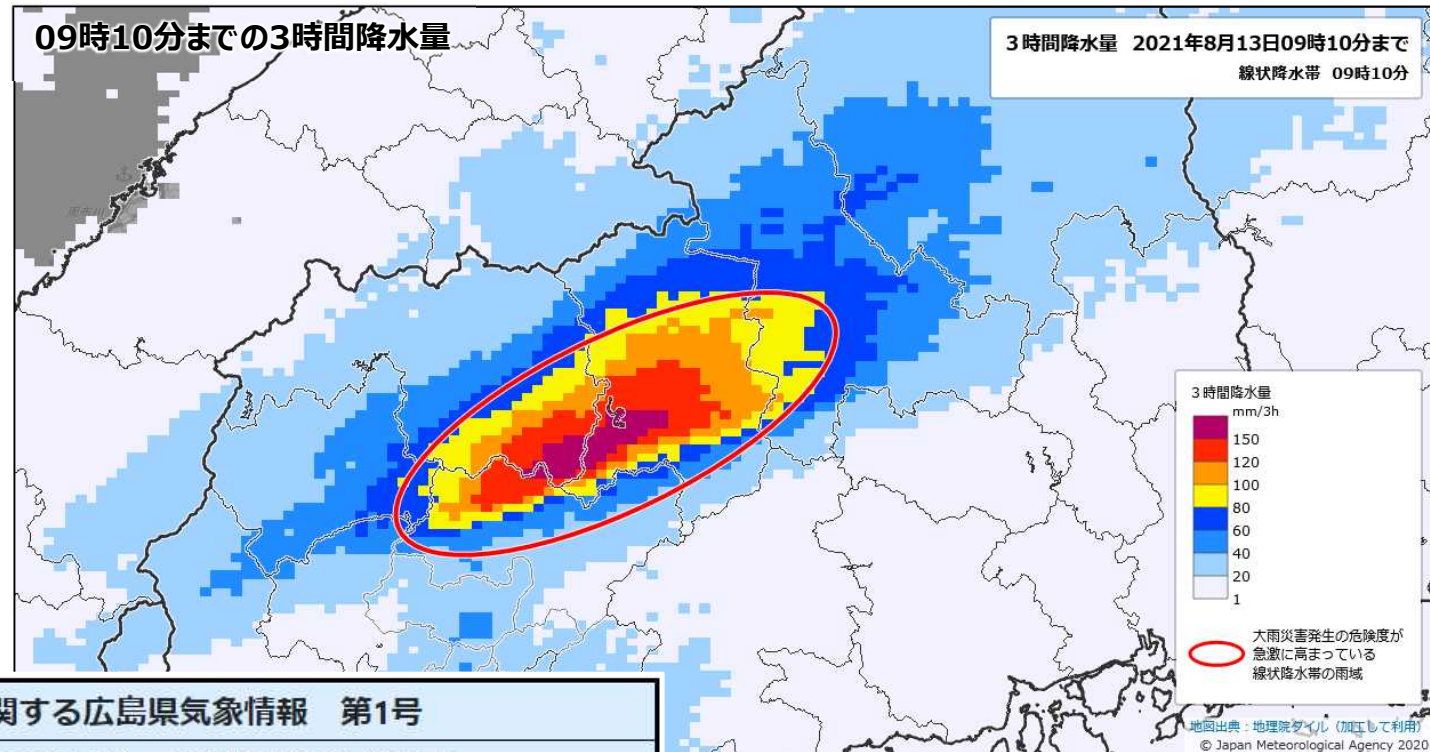 09時10分までの3時間降水量
3時間降水量 2021年8月13日09時10分まで
線状降水帯 09時10分
3時間降水量
mm/3h
150
120
100
80
60
40
20
1
大雨災害発生の危険度が
急激に高まっている
線状降水帯の雨域
関する広島県気象情報 第1号
地図出典：地理院タイル（加工して利用）
© Japan Meteorological Agency 2020